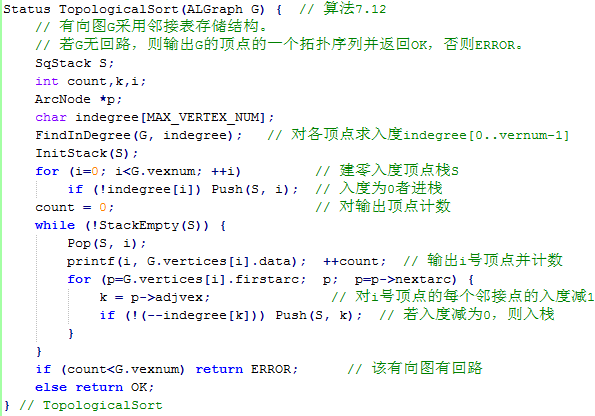 Status TopologicalSort(ALGraph G) {  // 算法7.12
    // 有向图G采用邻接表存储结构。
    // 若G无回路，则输出G的顶点的一个拓扑序列并返回OK，否则ERROR。
    SqStack S;
    int count,k,i;
    ArcNode *p;
    char indegree[MAX_VERTEX_NUM];
    FindInDegree(G, indegree);   // 对各顶点求入度indegree[0..vernum-1]
    InitStack(S);
    for (i=0; i<G.vexnum; ++i)         // 建零入度顶点栈S
        if (!indegree[i]) Push(S, i);  // 入度为0者进栈
    count = 0;                         // 对输出顶点计数
    while (!StackEmpty(S)) {
        Pop(S, i);
        printf(i, G.vertices[i].data);  ++count;  // 输出i号顶点并计数
        for (p=G.vertices[i].firstarc;  p;  p=p->nextarc) {
            k = p->adjvex;               // 对i号顶点的每个邻接点的入度减1
            if (!(--indegree[k])) Push(S, k);  // 若入度减为0，则入栈
        }
    }
    if (count<G.vexnum) return ERROR;      // 该有向图有回路
    else return OK;
} // TopologicalSort